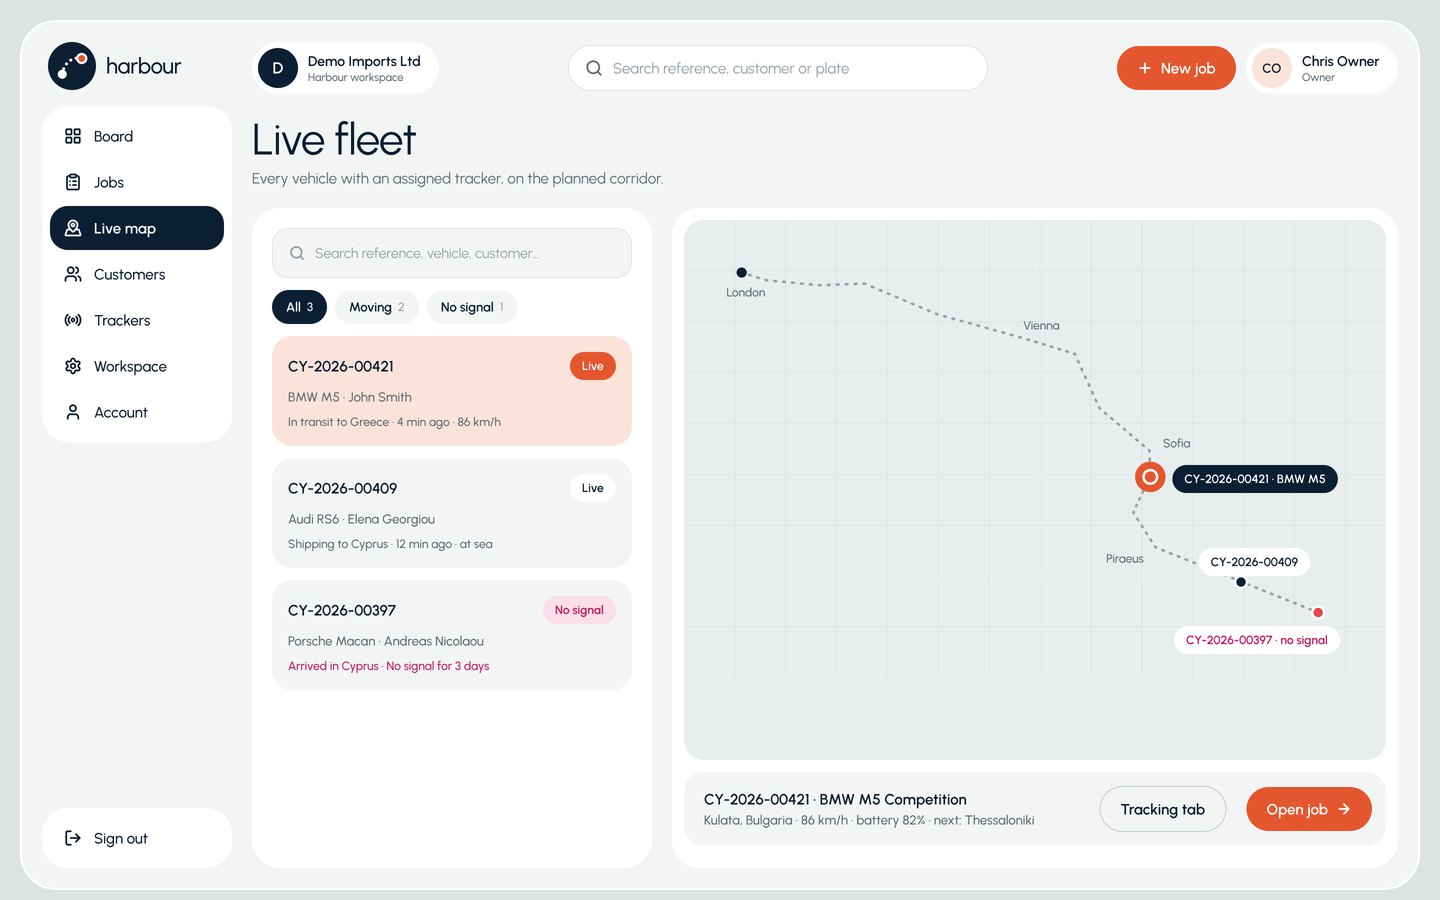 harbour
D
Demo Imports Ltd
Harbour workspace
Search reference, customer or plate
New job
CO
Chris Owner
Owner
Board
Jobs
Live map
Customers
Trackers
Workspace
Account
Sign out
Live fleet
Every vehicle with an assigned tracker, on the planned corridor.
Search reference, vehicle, customer...
All 3
Moving 2
No signal 1
CY-2026-00421
Live
BMW M5 · John Smith
In transit to Greece · 4 min ago · 86 km/h
CY-2026-00409
Live
Audi RS6 · Elena Georgiou
Shipping to Cyprus · 12 min ago · at sea
CY-2026-00397
No signal
Porsche Macan · Andreas Nicolaou
Arrived in Cyprus · No signal for 3 days
London
Vienna
Sofia
CY-2026-00421 · BMW M5
Piraeus
CY-2026-00409
CY-2026-00397 · no signal
CY-2026-00421 · BMW M5 Competition
Kulata, Bulgaria · 86 km/h · battery 82% · next: Thessaloniki
Tracking tab
Open job